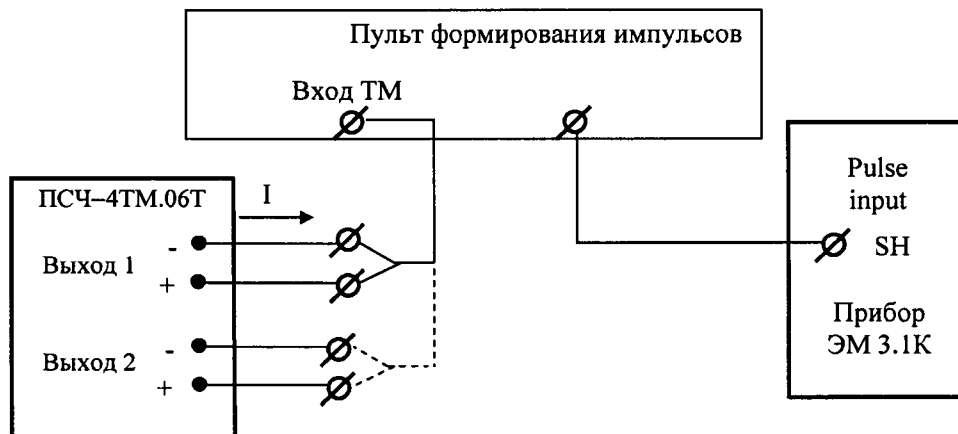 Пульт формирования импульсов
Вход ТМ
ПСЧ–4ТМ.06Т
I
-
Выход 1
+
-
Выход 2
+
Pulse
input
SH
Прибор
ЭМ 3.1К